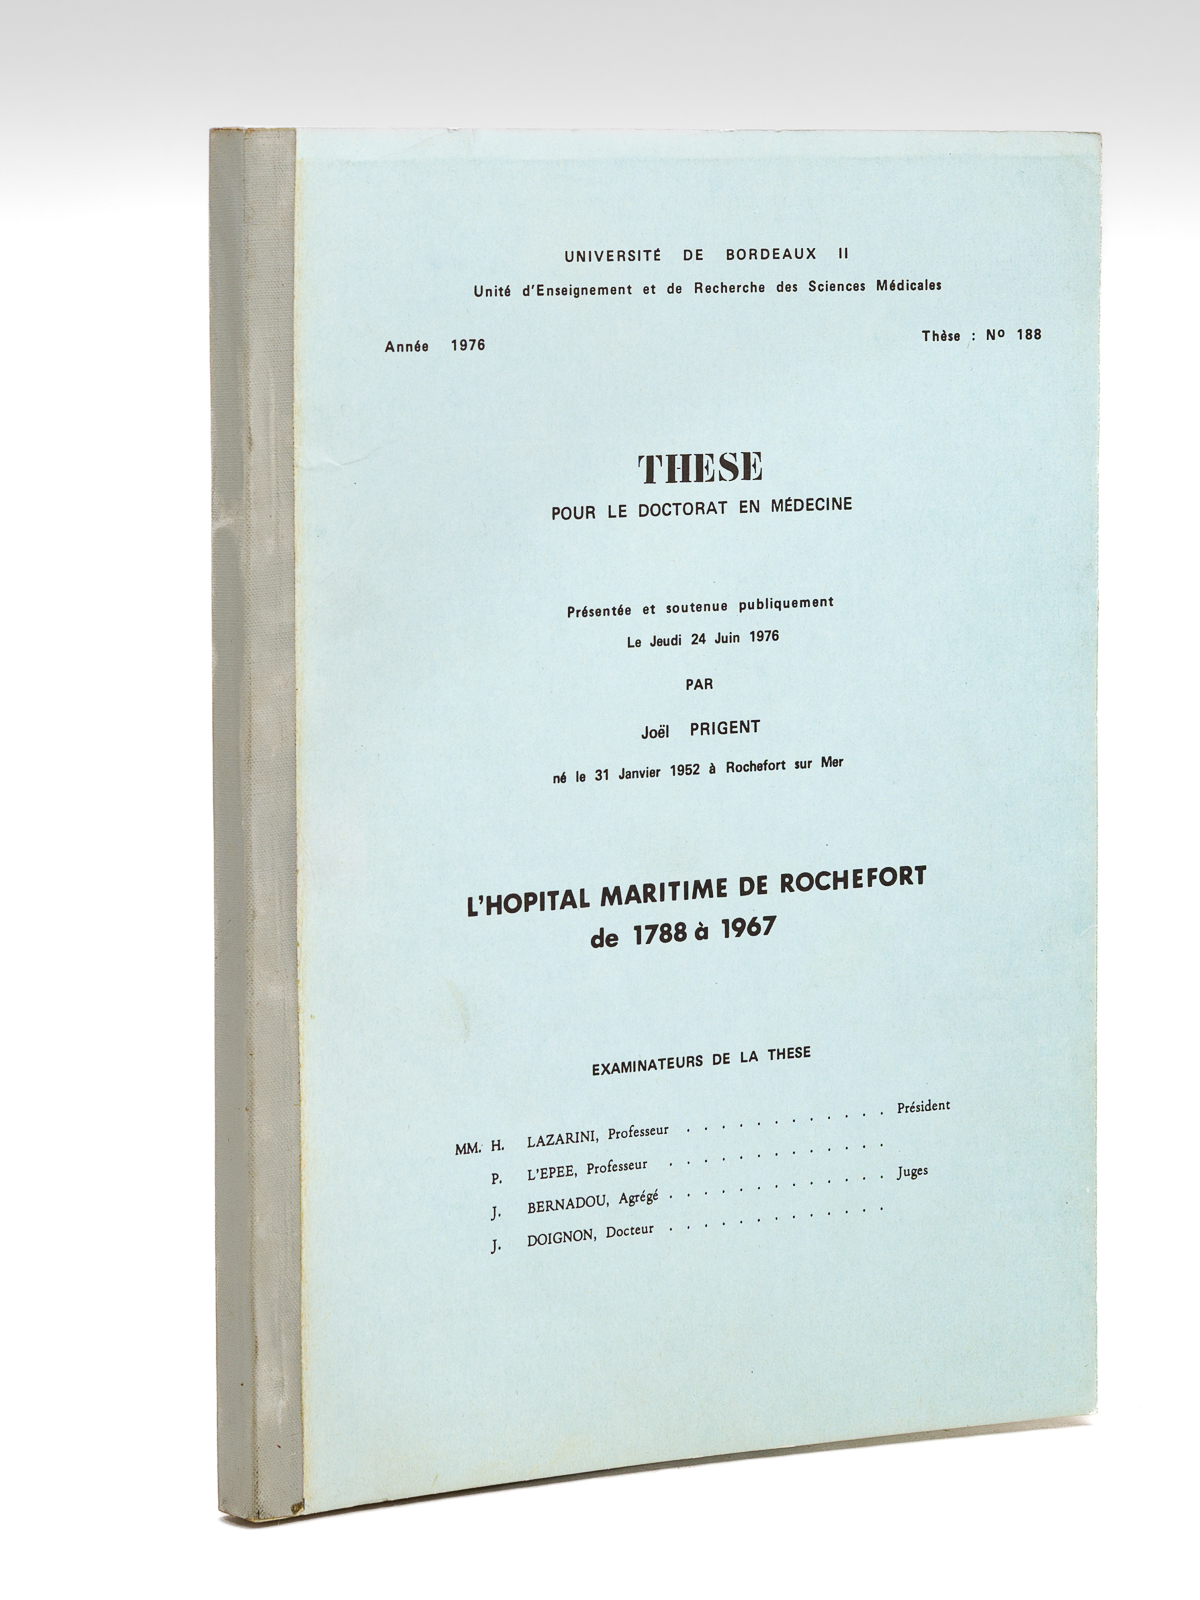 UNIVERSITÉ DE BORDEAUX II
Unité d'Enseignement et de Recherche des Sciences Médicales
Année 1976
Thèse : Nº 188
THESE
POUR LE DOCTORAT EN MÉDECINE
Présentée et soutenue publiquement
Le Jeudi 24 Juin 1976
PAR
Joël PRIGENT
né le 31 Janvier 1952 à Rochefort sur Mer
L'HOPITAL MARITIME DE ROCHEFORT
de 1788 à 1967
EXAMINATEURS DE LA THESE
MM. H. LAZARINI, Professeur . . . . . . . . . . . . Président
P. L'EPEE, Professeur . . . . . . . . . . . . .
J. BERNADOU, Agrégé . . . . . . . . . . . . . Juges
J. DOIGNON, Docteur . . . . . . . . . . . . .